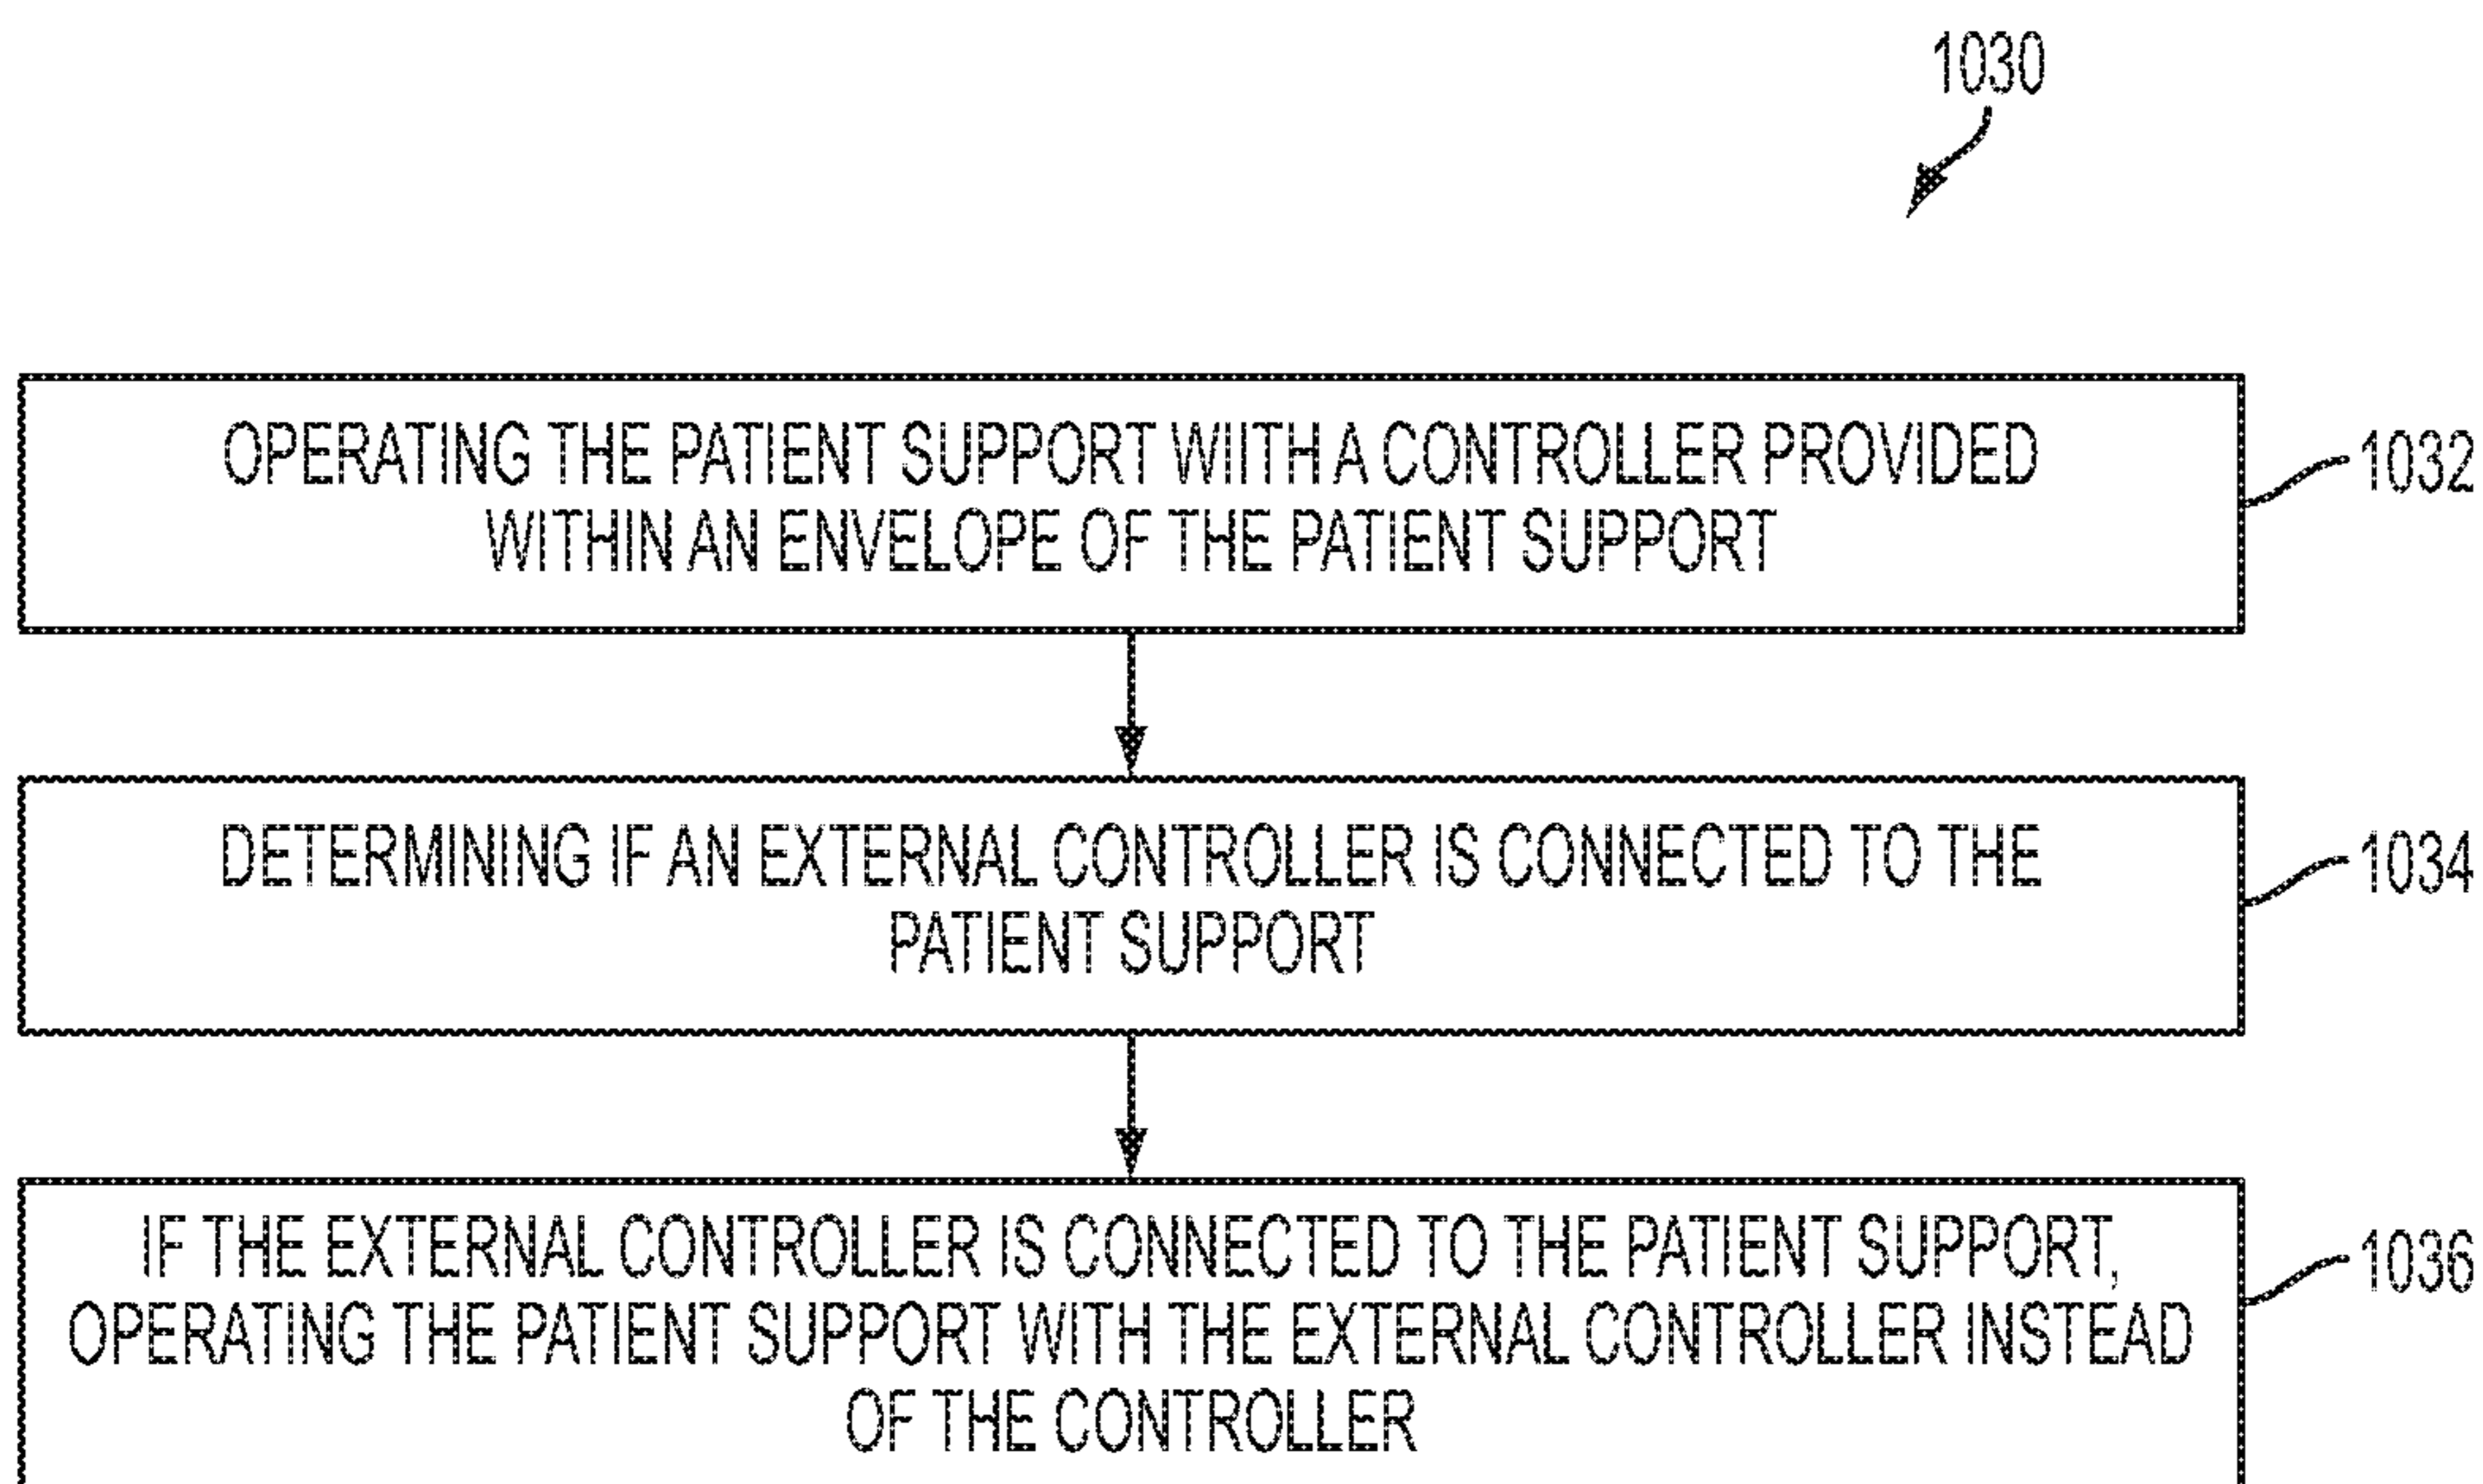 1030
OPERATING THE PATIENT SUPPORT WIITH A CONTROLLER PROVIDED
WITHIN AN ENVELOPE OF THE PATIENT SUPPORT
1032
DETERMINING IF AN EXTERNAL CONTROLLER IS CONNECTED TO THE
PATIENT SUPPORT
1034
IF THE EXTERNAL CONTROLLER IS CONNECTED TO THE PATIENT SUPPORT,
OPERATING THE PATIENT SUPPORT WITH THE EXTERNAL CONTROLLER INSTEAD
OF THE CONTROLLER
1036